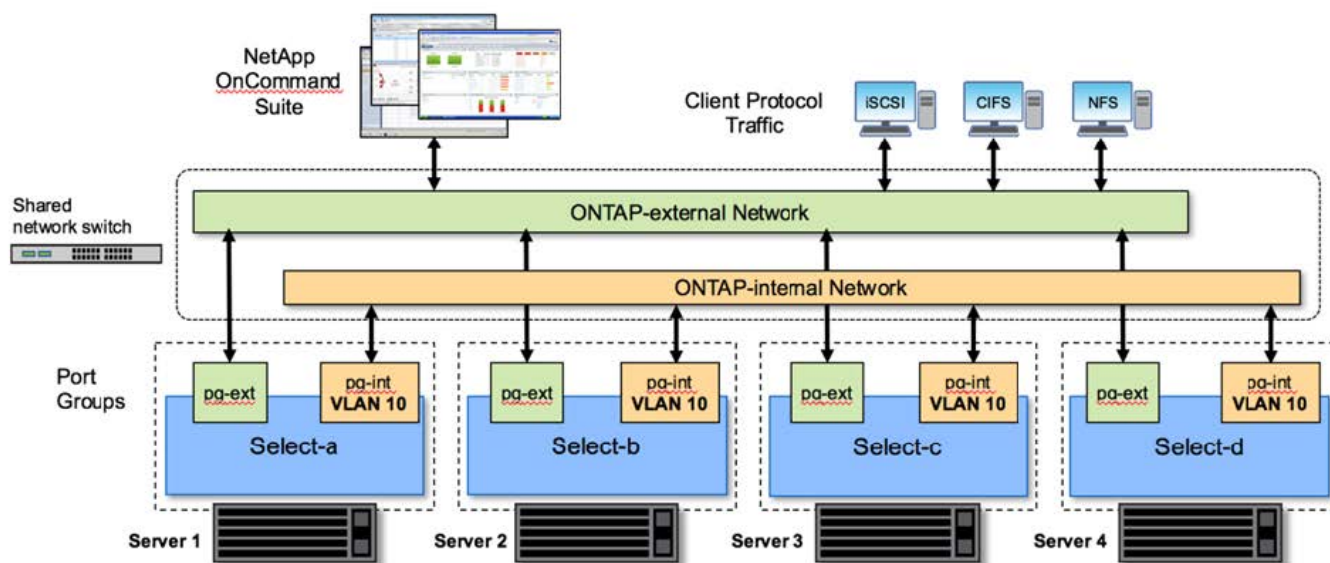 NetApp
OnCommand
Suite
Client Protocol
Traffic
iSCSI
CIFS
NFS
Shared
network switch
ONTAP-external Network
ONTAP-internal Network
Port
Groups
pg-ext
pg-int
VLAN 10
Select-a
pg-ext
pg-int
VLAN 10
Select-b
pg-ext
pg-int
VLAN 10
Select-c
pg-ext
pg-int
VLAN 10
Select-d
Server 1
Server 2
Server 3
Server 4